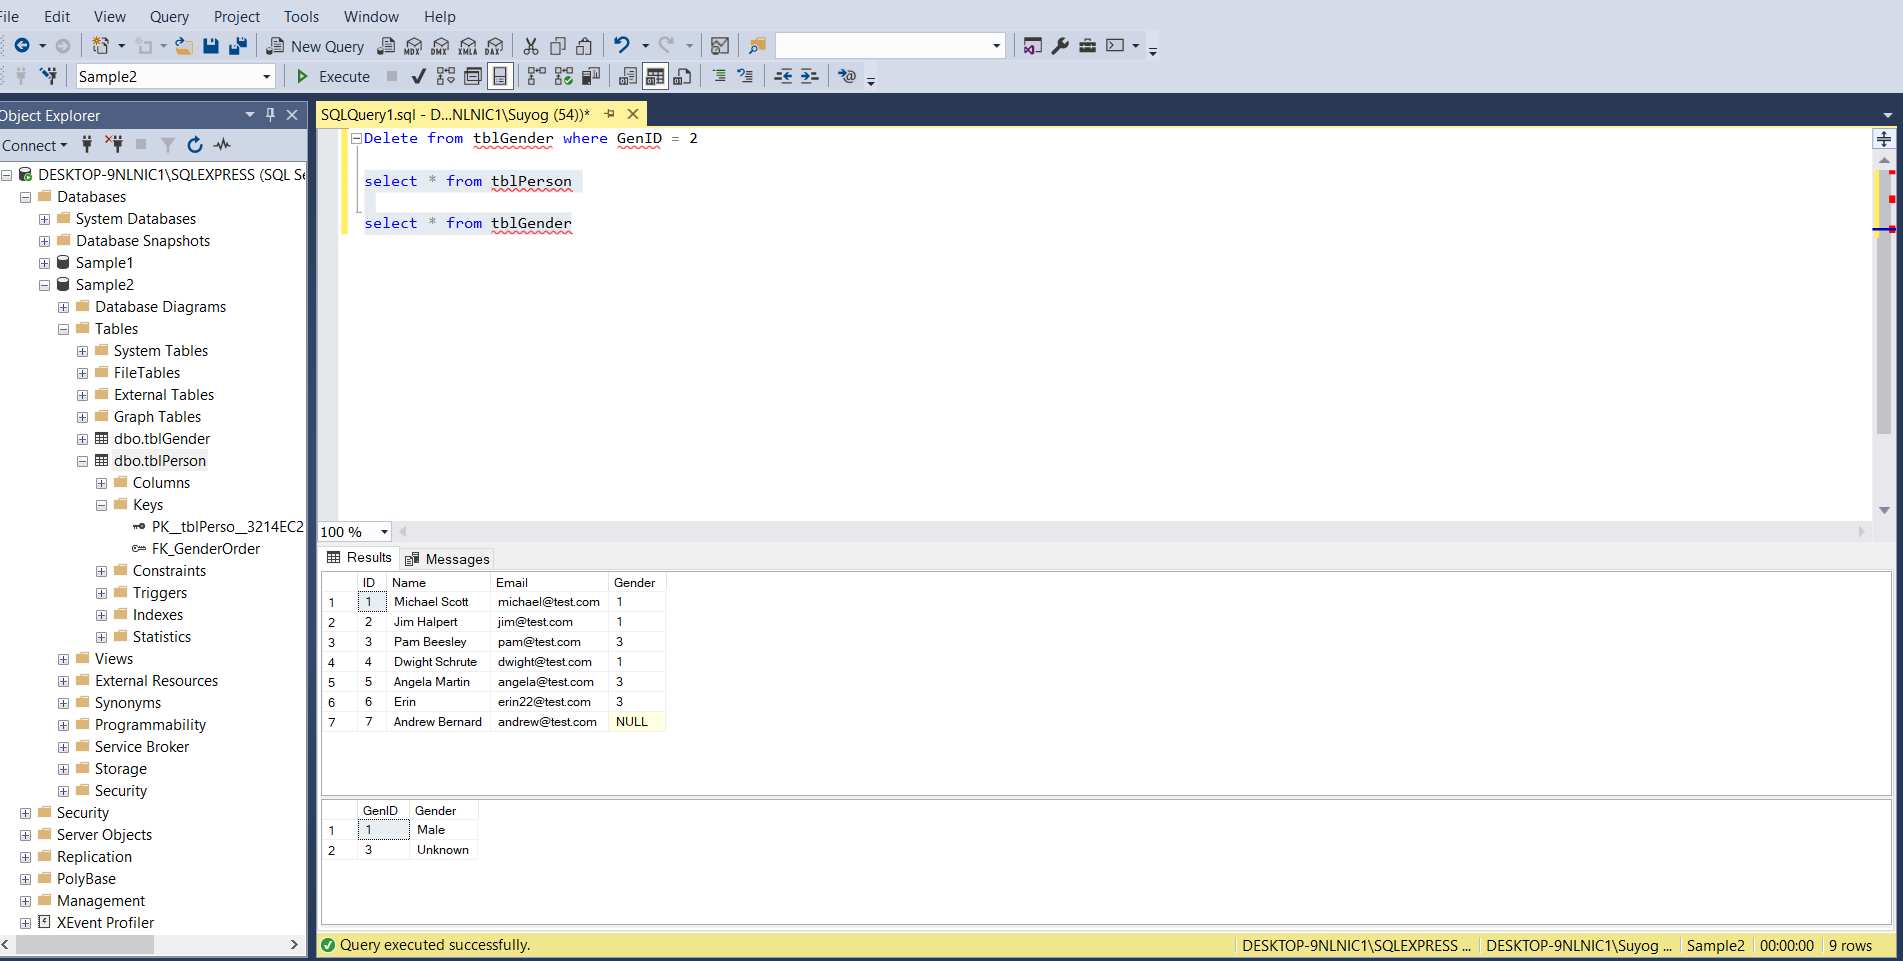 File Edit View Query Project Tools Window Help
New Query MDX DMX XMLA DAX
Sample2 Execute
Object Explorer
Connect
DESKTOP-9NLNIC1\SQLEXPRESS (SQL Se
Databases
System Databases
Database Snapshots
Sample1
Sample2
Database Diagrams
Tables
System Tables
FileTables
External Tables
Graph Tables
dbo.tblGender
dbo.tblPerson
Columns
Keys
PK__tblPerso__3214EC2
FK_GenderOrder
Constraints
Triggers
Indexes
Statistics
Views
External Resources
Synonyms
Programmability
Service Broker
Storage
Security
Security
Server Objects
Replication
PolyBase
Management
XEvent Profiler
SQLQuery1.sql - D...NLNIC1\Suyog (54))*
Delete from tblGender where GenID = 2
select * from tblPerson
select * from tblGender
100 %
Results Messages
ID Name Email Gender
1 1 Michael Scott michael@test.com 1
2 2 Jim Halpert jim@test.com 1
3 3 Pam Beesley pam@test.com 3
4 4 Dwight Schrute dwight@test.com 1
5 5 Angela Martin angela@test.com 3
6 6 Erin erin22@test.com 3
7 7 Andrew Bernard andrew@test.com NULL
GenID Gender
1 1 Male
2 3 Unknown
Query executed successfully. DESKTOP-9NLNIC1\SQLEXPRESS ... DESKTOP-9NLNIC1\Suyog ... Sample2 00:00:00 9 rows